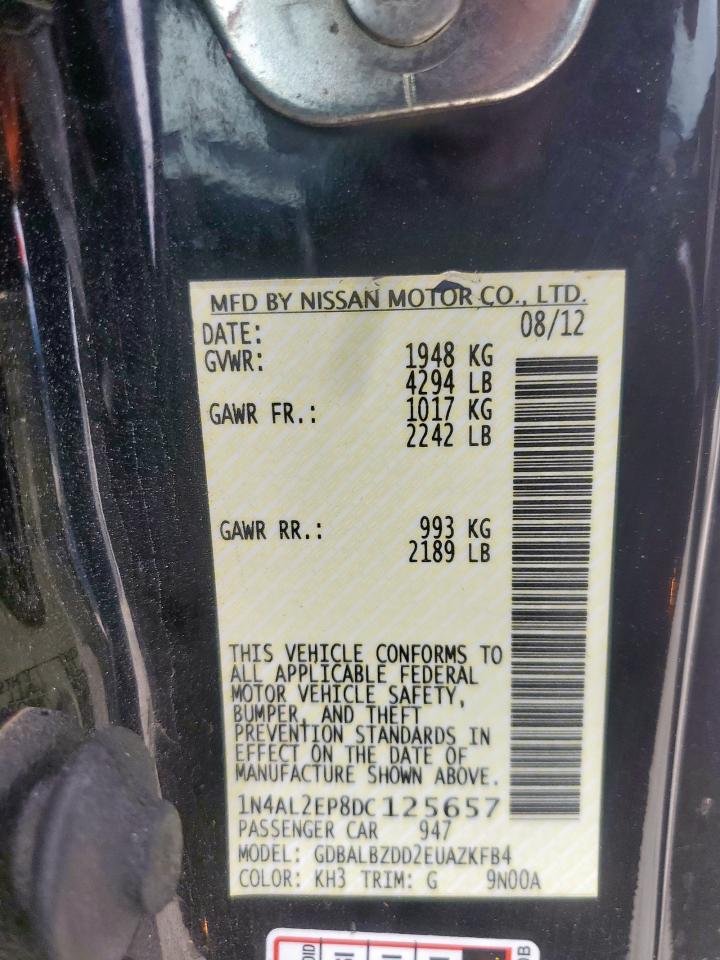 MFD BY NISSAN MOTOR CO., LTD.
DATE: 08/12
GVWR: 1948 KG
4294 LB
GAWR FR.: 1017 KG
2242 LB
GAWR RR.: 993 KG
2189 LB
THIS VEHICLE CONFORMS TO
ALL APPLICABLE FEDERAL
MOTOR VEHICLE SAFETY,
BUMPER, AND THEFT
PREVENTION STANDARDS IN
EFFECT ON THE DATE OF
MANUFACTURE SHOWN ABOVE.
1N4AL2EP8DC125657
PASSENGER CAR 947
MODEL: GDBALBZDD2EUAZKFB4
COLOR: KH3 TRIM: G 9N00A